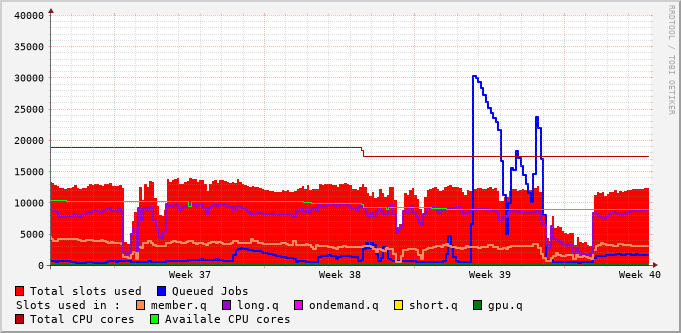 RRDTOOL / TOBI OETIKER
40000
35000
30000
25000
20000
15000
10000
5000
0
Week 37 Week 38 Week 39 Week 40
Total slots used Queued Jobs
Slots used in : member.q long.q ondemand.q short.q gpu.q
Total CPU cores Availale CPU cores